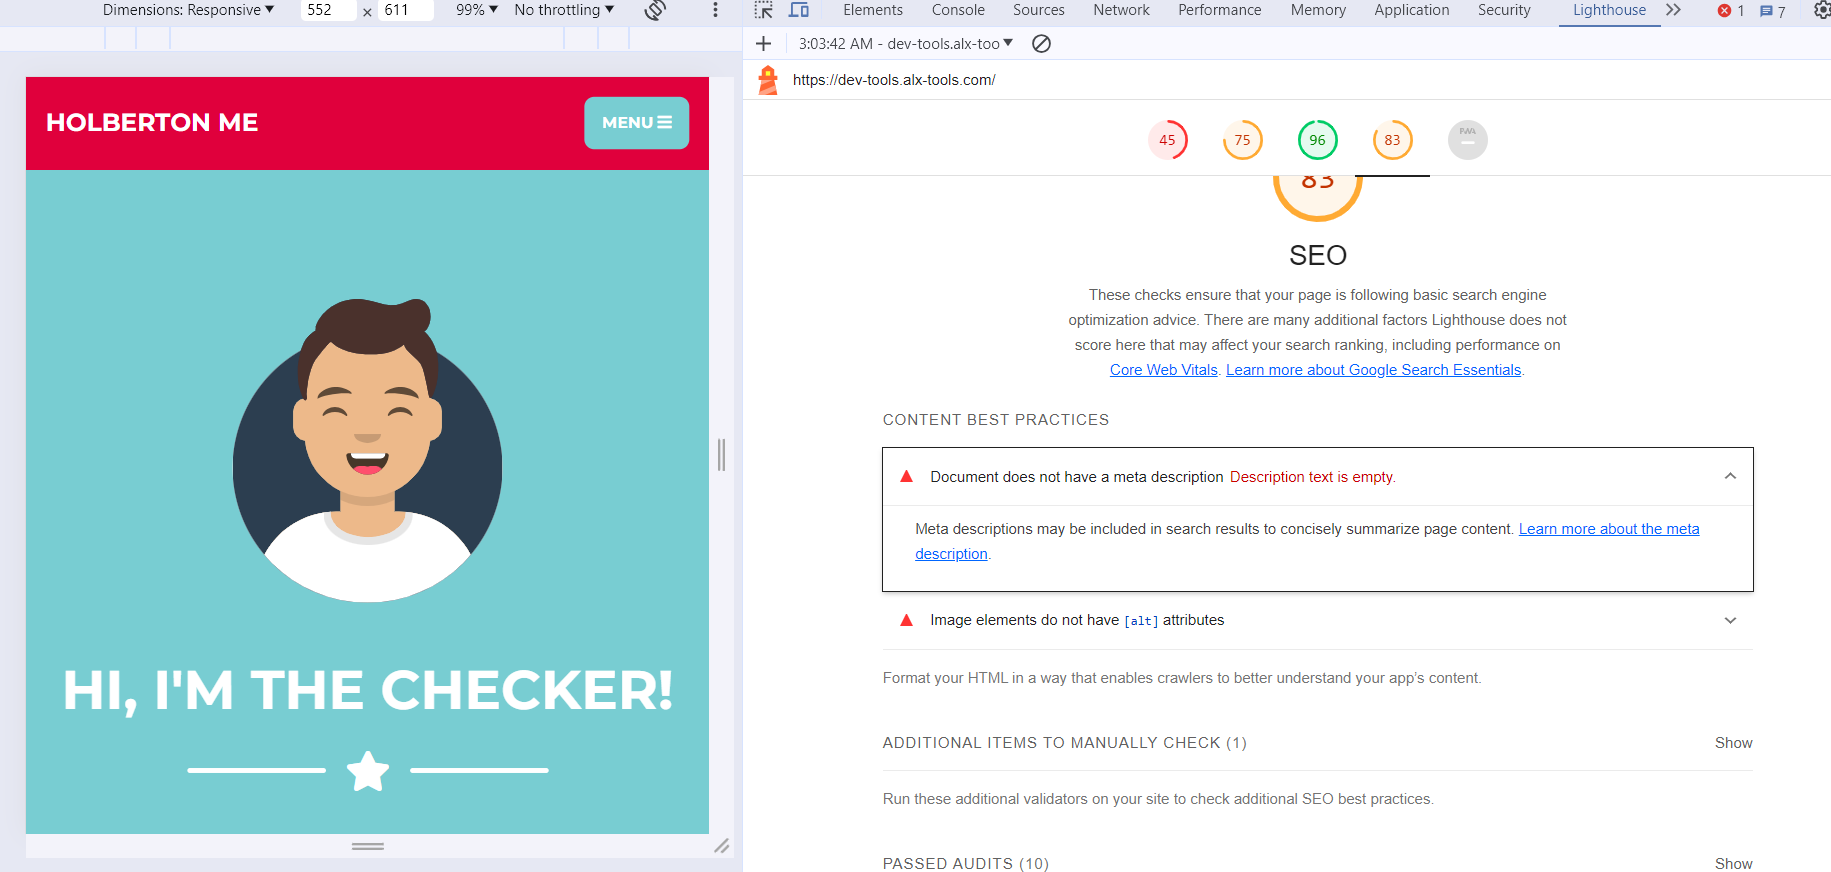 Dimensions: Responsive ▼ 552 × 611 99% ▼ No throttling ▼
Elements Console Sources Network Performance Memory Application Security Lighthouse 1 7
3:03:42 AM - dev-tools.alx-too ▼
https://dev-tools.alx-tools.com/
HOLBERTON ME
MENU
45 75 96 83 PWA
83
SEO
These checks ensure that your page is following basic search engine
optimization advice. There are many additional factors Lighthouse does not
score here that may affect your search ranking, including performance on
Core Web Vitals. Learn more about Google Search Essentials.
CONTENT BEST PRACTICES
Document does not have a meta description Description text is empty.
Meta descriptions may be included in search results to concisely summarize page content. Learn more about the meta
description.
Image elements do not have [alt] attributes
Format your HTML in a way that enables crawlers to better understand your app's content.
HI, I'M THE CHECKER!
ADDITIONAL ITEMS TO MANUALLY CHECK (1) Show
Run these additional validators on your site to check additional SEO best practices.
PASSED AUDITS (10) Show